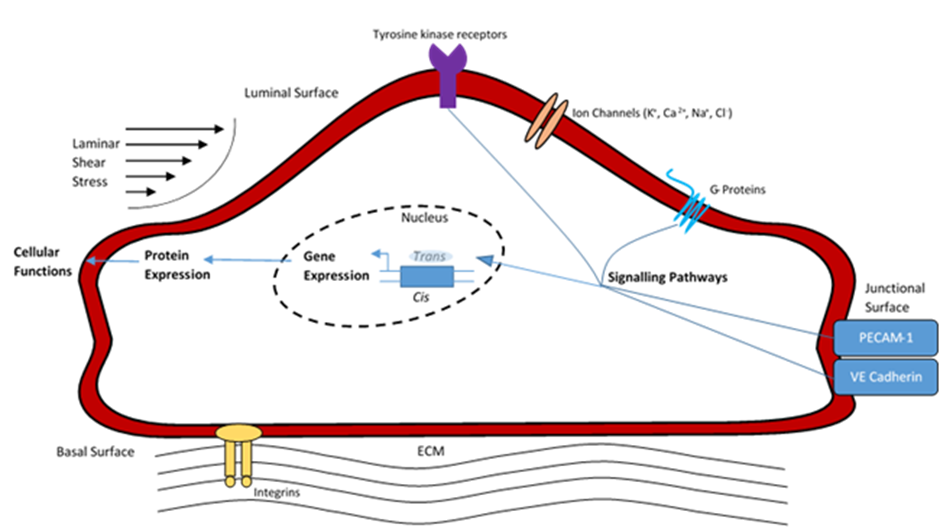 Tyrosine kinase receptors
Luminal Surface
Ion Channels (K⁺, Ca²⁺, Na⁺, Cl⁻)
Laminar
Shear
Stress
G-Proteins
Nucleus
Cellular
Functions
Protein
Expression
Gene
Expression
Trans
Cis
Signalling Pathways
Junctional
Surface
PECAM-1
VE Cadherin
Basal Surface
ECM
Integrins